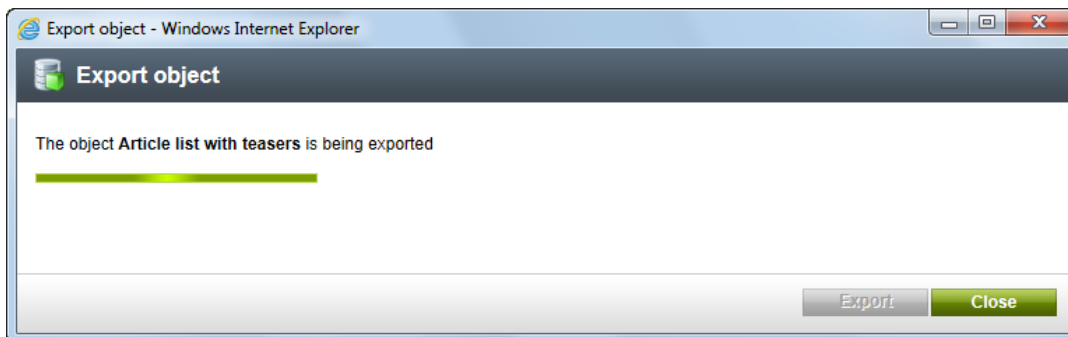 Export object - Windows Internet Explorer
Export object
The object Article list with teasers is being exported
Export
Close